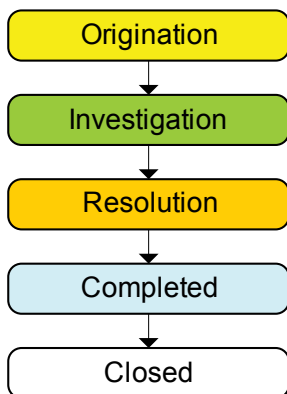 Origination
Investigation
Resolution
Completed
Closed